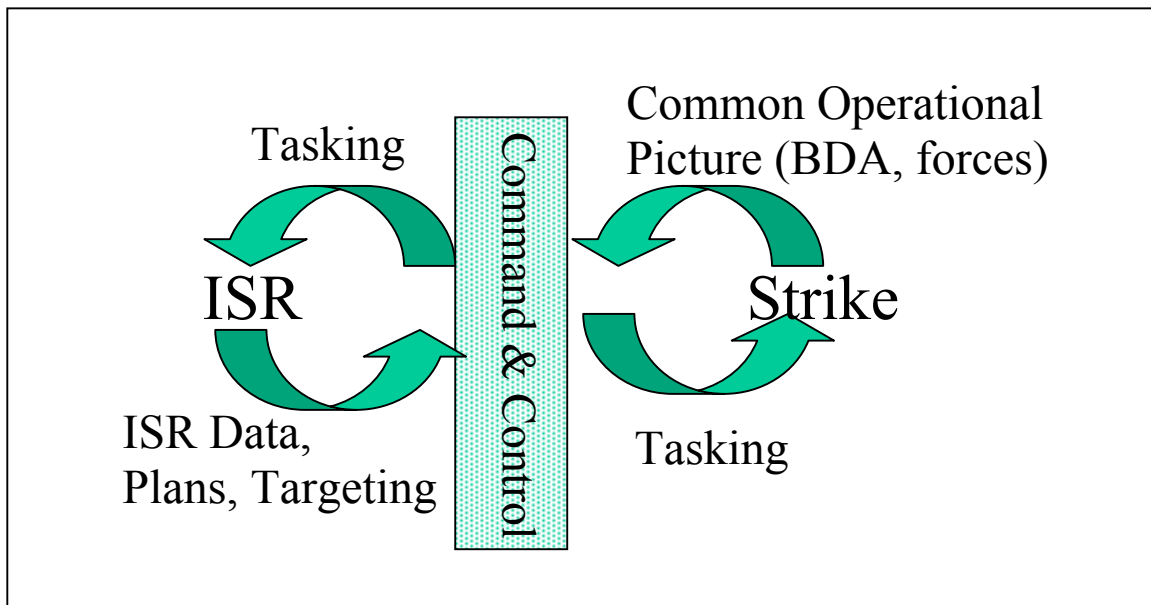 Tasking
Common Operational
Picture (BDA, forces)
Command & Control
ISR
Strike
ISR Data,
Plans, Targeting
Tasking